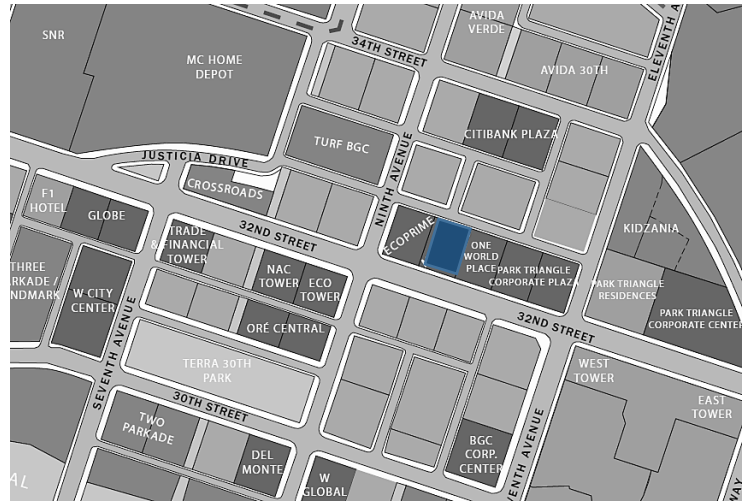 SNR
MC HOME
DEPOT
34TH STREET
AVIDA
VERDE
AVIDA 30TH
ELEVENTH A
TURF BGC
CITIBANK PLAZA
JUSTICIA DRIVE
CROSSROADS
NINTH AVENUE
F1
HOTEL
GLOBE
TRADE
& FINANCIAL
TOWER
32ND STREET
ECOPRIME
ONE
WORLD
PLACE
PARK TRIANGLE
CORPORATE PLAZA
KIDZANIA
THREE
PARKADE /
NDMARK
W CITY
CENTER
NAC
TOWER
ECO
TOWER
ORÉ CENTRAL
PARK TRIANGLE
RESIDENCES
PARK TRIANGLE
CORPORATE CENTER
32ND STREET
SEVENTH AVENUE
TERRA 30TH
PARK
WEST
TOWER
EAST
TOWER
30TH STREET
TWO
PARKADE
DEL
MONTE
BGC
CORP.
CENTER
VENTH AVENUE
W
GLOBAL
AL
WAY